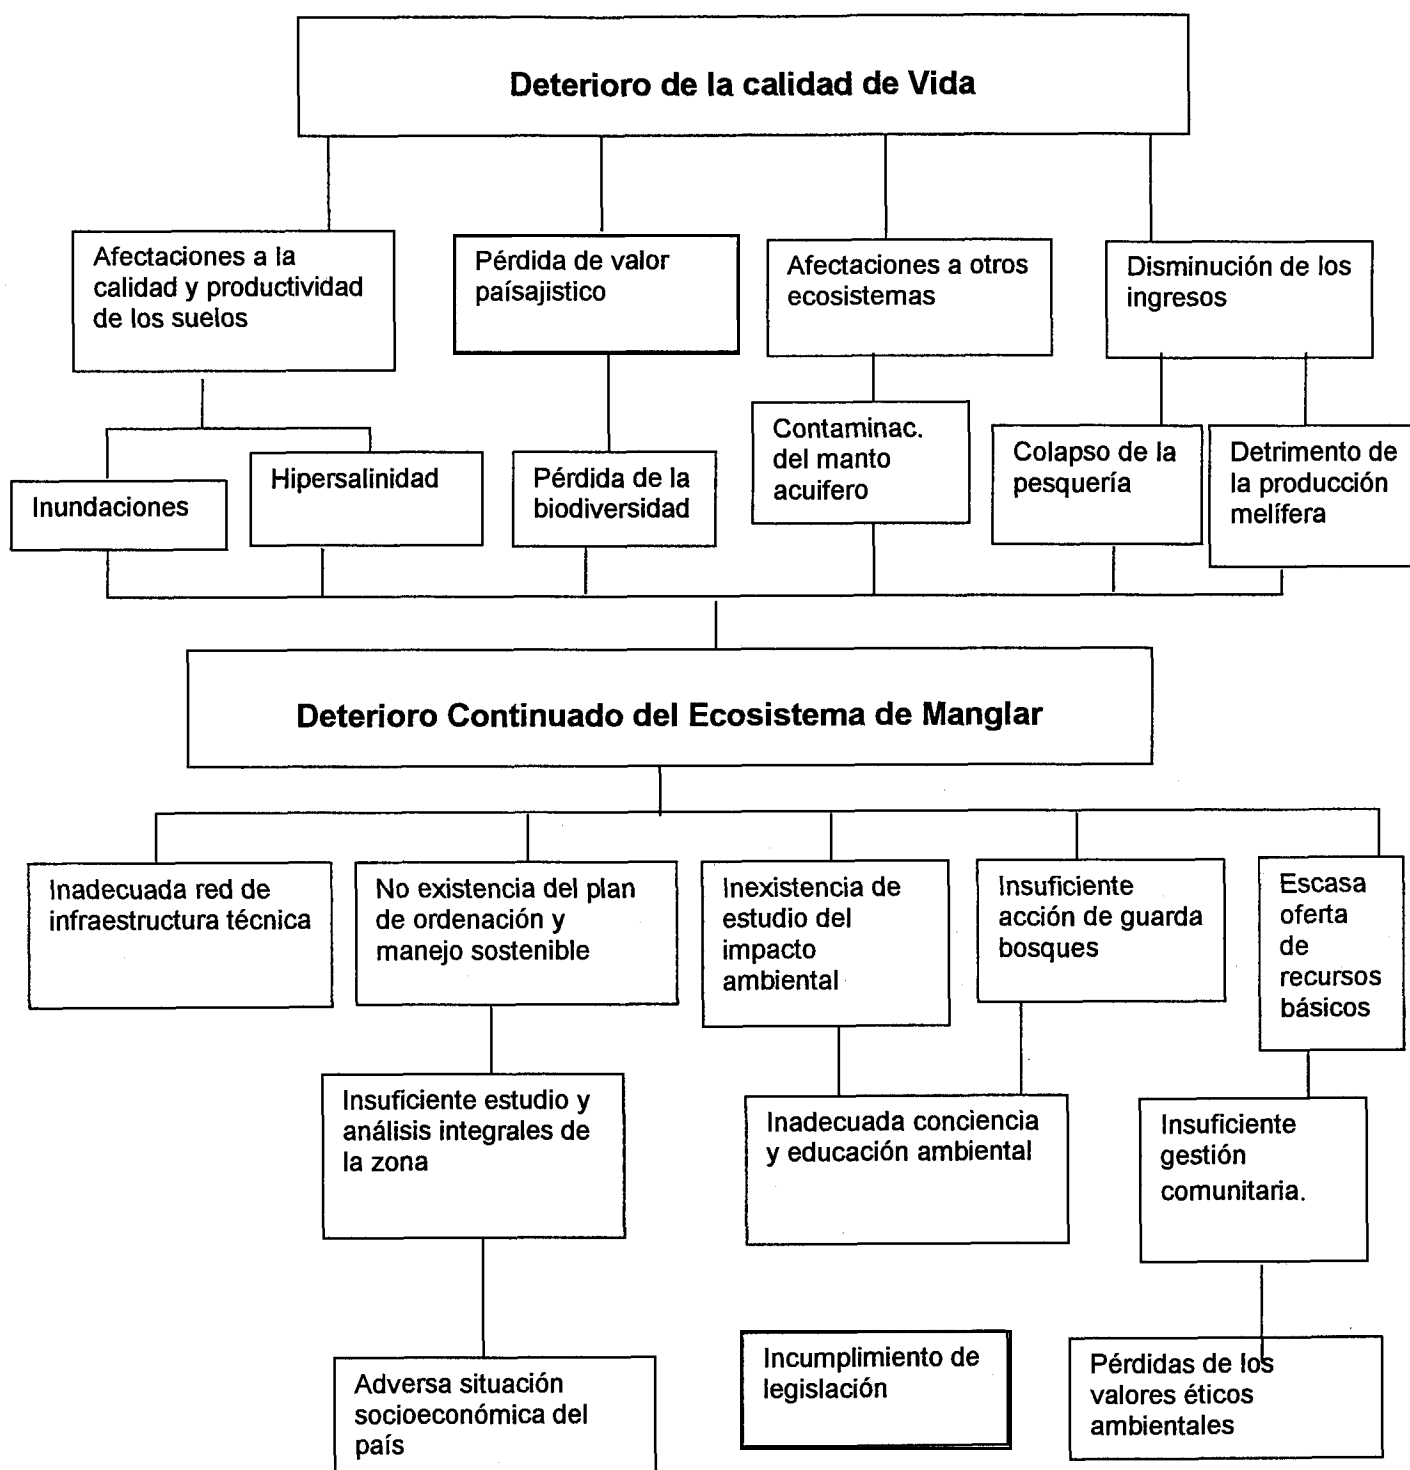 Deterioro de la calidad de Vida
Afectaciones a la
calidad y productividad
de los suelos
Pérdida de valor
païsajistico
Afectaciones a otros
ecosistemas
Disminución de los
ingresos
Inundaciones
Hipersalinidad
Pérdida de la
biodiversidad
Contaminac.
del manto
acuifero
Colapso de la
pesquería
Detrimento de
la producción
melífera
Deterioro Continuado del Ecosistema de Manglar
Inadecuada red de
infraestructura técnica
No existencia del plan
de ordenación y
manejo sostenible
Inexistencia de
estudio del
impacto
ambiental
Insuficiente
acción de guarda
bosques
Escasa
oferta
de
recursos
básicos
Insuficiente estudio y
análisis integrales de
la zona
Inadecuada conciencia
y educación ambiental
Insuficiente
gestión
comunitaria.
Adversa situación
socioeconómica del
país
Incumplimiento de
legislación
Pérdidas de los
valores éticos
ambientales